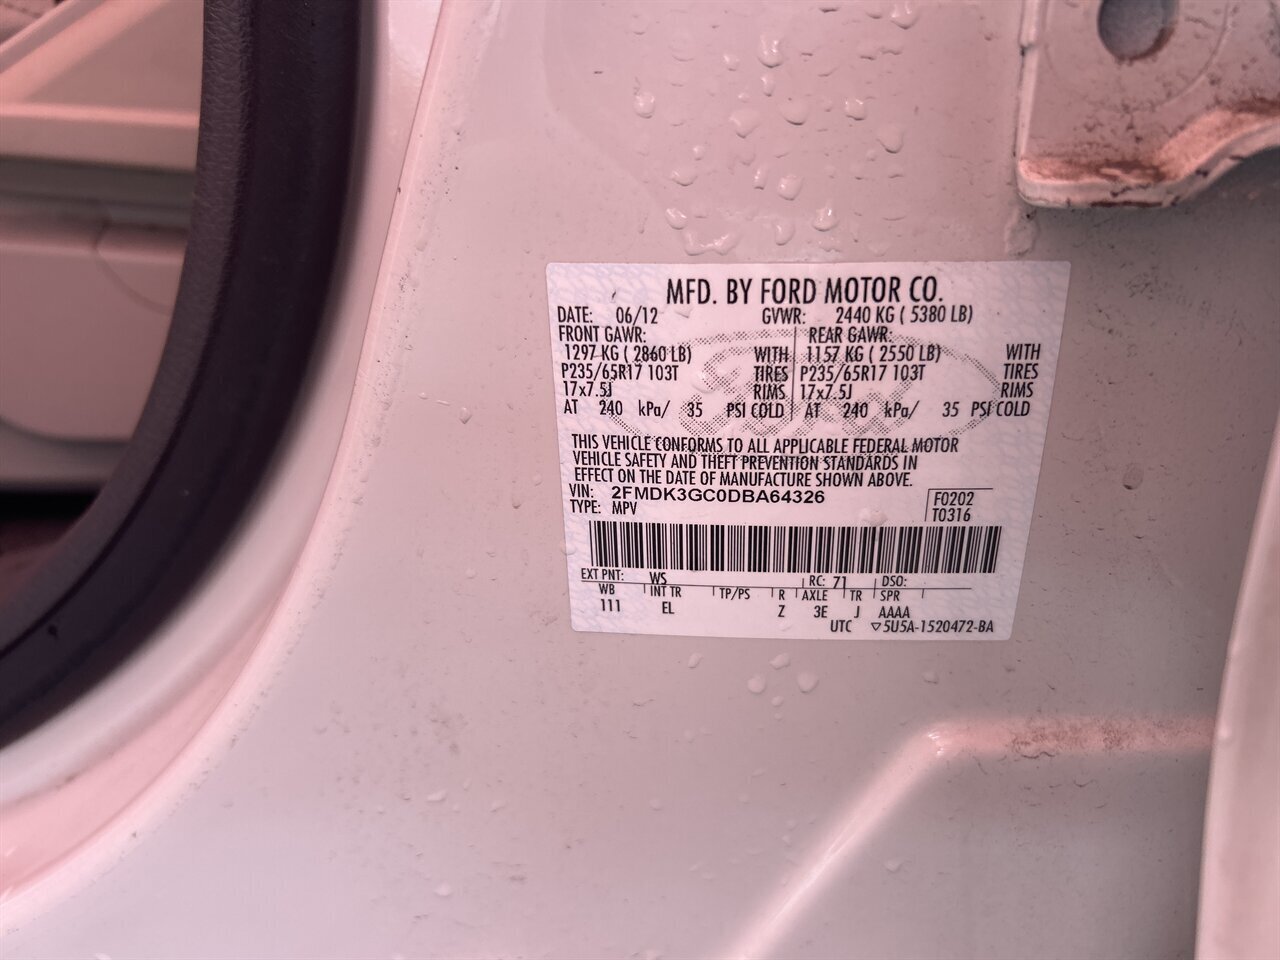 MFD. BY FORD MOTOR CO.
DATE: 06/12 GVWR: 2440 KG ( 5380 LB)
FRONT GAWR: REAR GAWR:
1297 KG ( 2860 LB) WITH 1157 KG ( 2550 LB) WITH
P235/65R17 103T TIRES P235/65R17 103T TIRES
17x7.5J RIMS 17x7.5J RIMS
AT 240 kPa/ 35 PSI COLD AT 240 kPa/ 35 PSI COLD
Ford
THIS VEHICLE CONFORMS TO ALL APPLICABLE FEDERAL MOTOR
VEHICLE SAFETY AND THEFT PREVENTION STANDARDS IN
EFFECT ON THE DATE OF MANUFACTURE SHOWN ABOVE.
VIN: 2FMDK3GC0DBA64326 F0202
TYPE: MPV T0316
EXT PNT: WS RC: 71 DSO:
WB INT TR TP/PS R AXLE TR SPR
111 EL Z 3E J AAAA
UTC ▽5U5A-1520472-BA